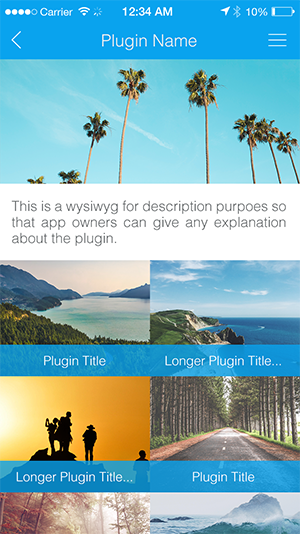 Carrier 12:34 AM 10%
Plugin Name
This is a wysiwyg for description purpoes so
that app owners can give any explanation
about the plugin.
Plugin Title
Longer Plugin Title...
Longer Plugin Title...
Plugin Title